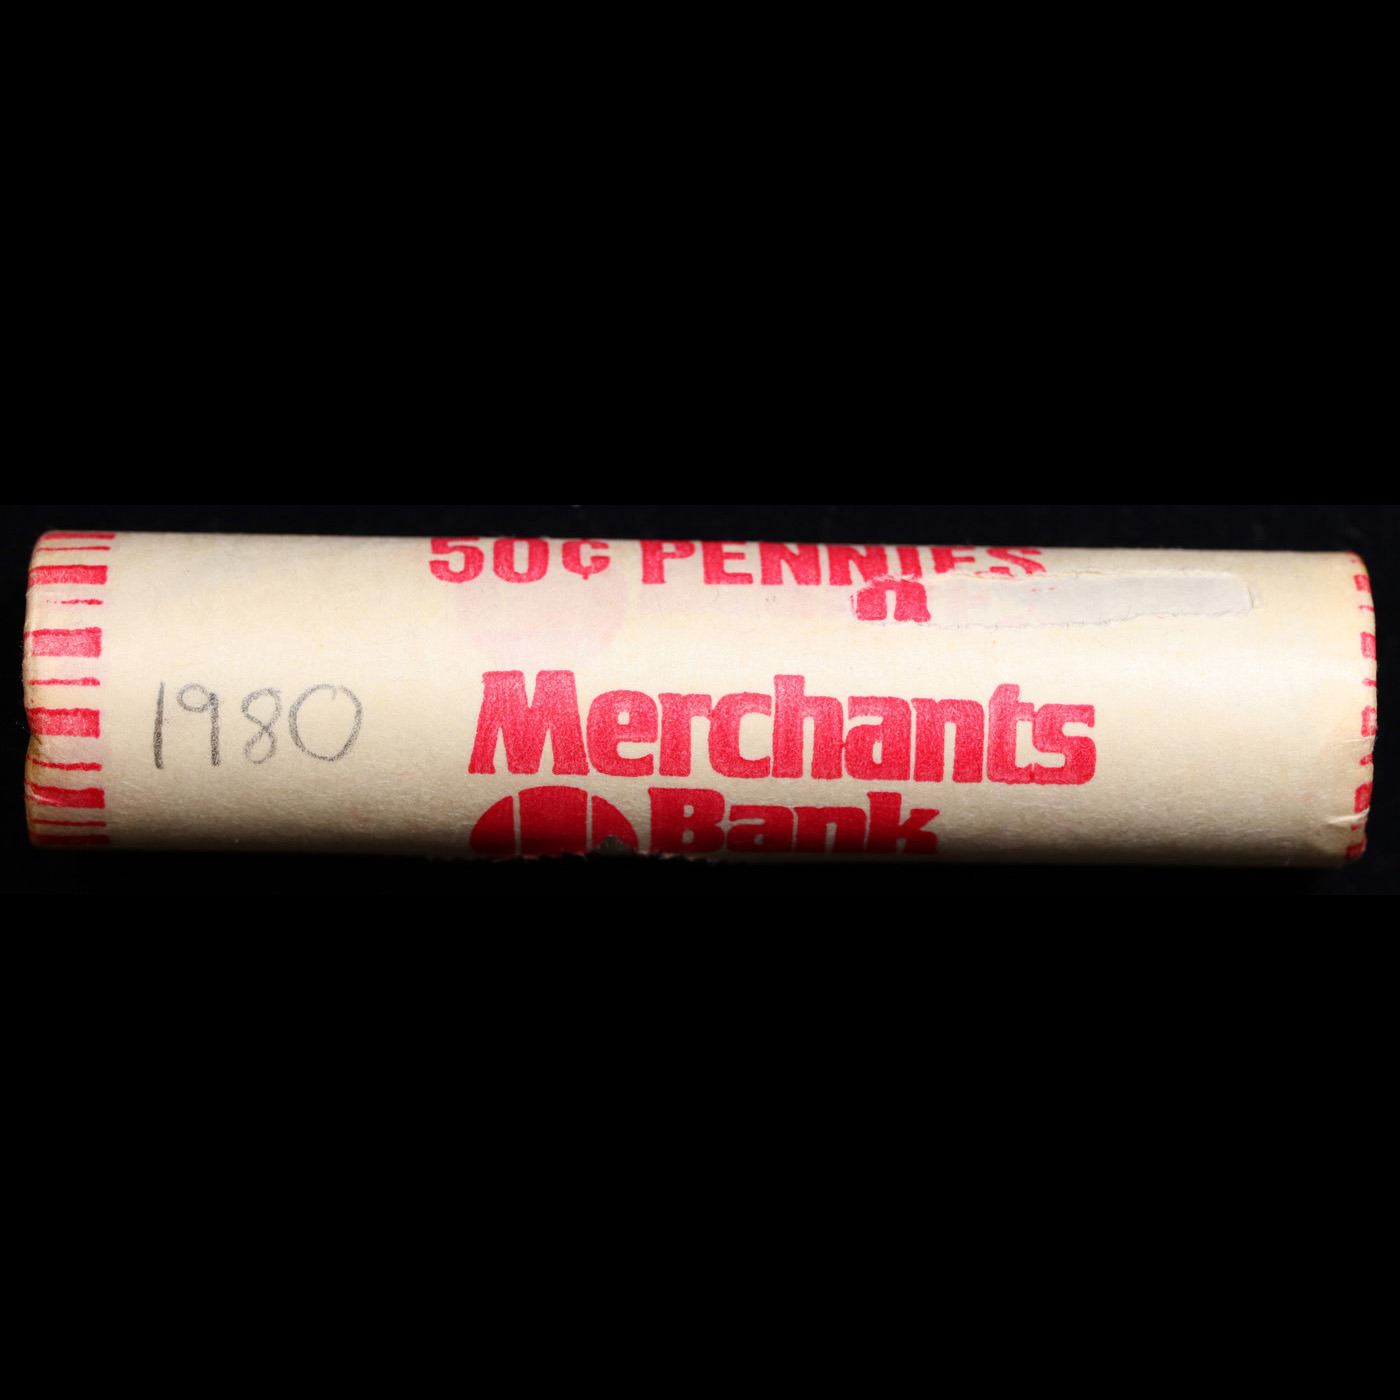 50¢ PENNIES
1980
Merchants
Bank